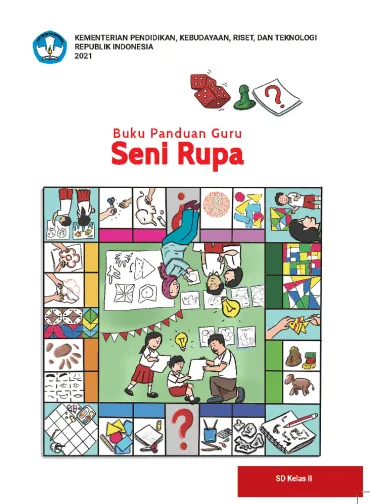 KEMENTERIAN PENDIDIKAN, KEBUDAYAAN, RISET, DAN TEKNOLOGI
REPUBLIK INDONESIA
2021
?
Buku Panduan Guru
Seni Rupa
?
?
SD Kelas II